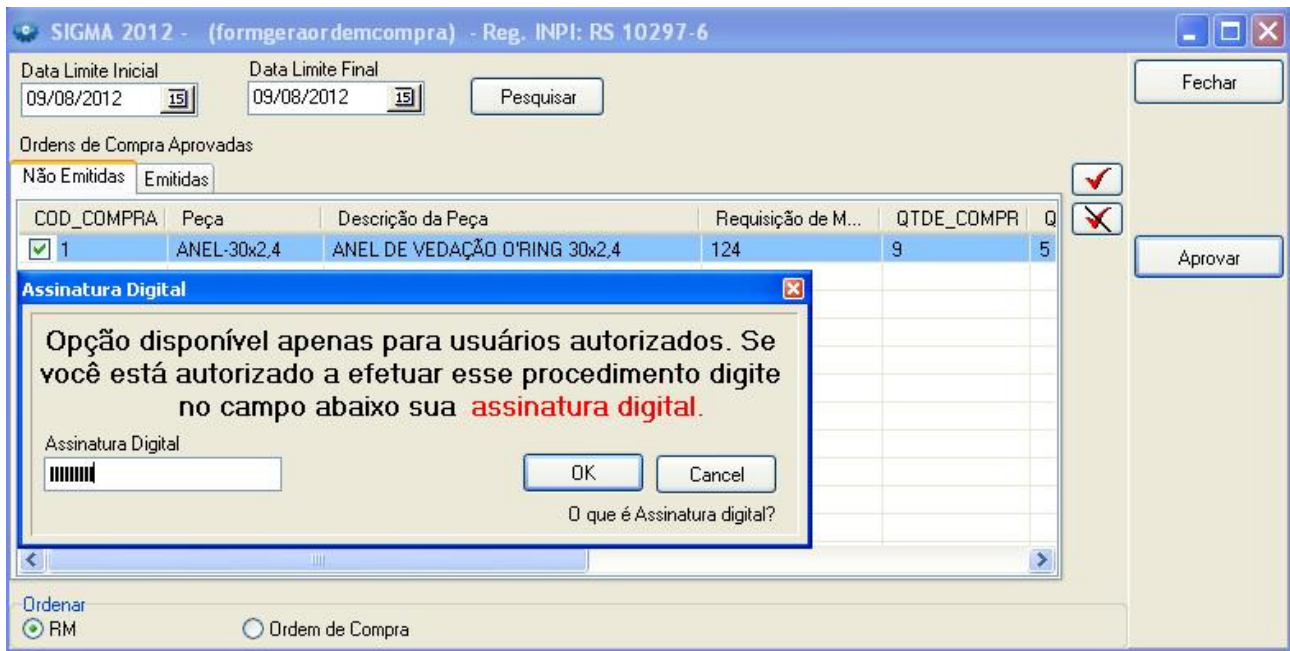 SIGMA 2012 - (formgeraordemcompra) - Reg. INPI: RS 10297-6
Data Limite Inicial Data Limite Final
09/08/2012 15 09/08/2012 15 Pesquisar Fechar
Ordens de Compra Aprovadas
Não Emitidas Emitidas
COD_COMPRA Peça Descrição da Peça Requisição de M... QTDE_COMPR Q
1 ANEL-30x2,4 ANEL DE VEDAÇÃO O'RING 30x2,4 124 9 5
Aprovar
Assinatura Digital
Opção disponível apenas para usuários autorizados. Se
você está autorizado a efetuar esse procedimento digite
no campo abaixo sua assinatura digital.
Assinatura Digital
OK Cancel
O que é Assinatura digital?
Ordenar
RM Ordem de Compra